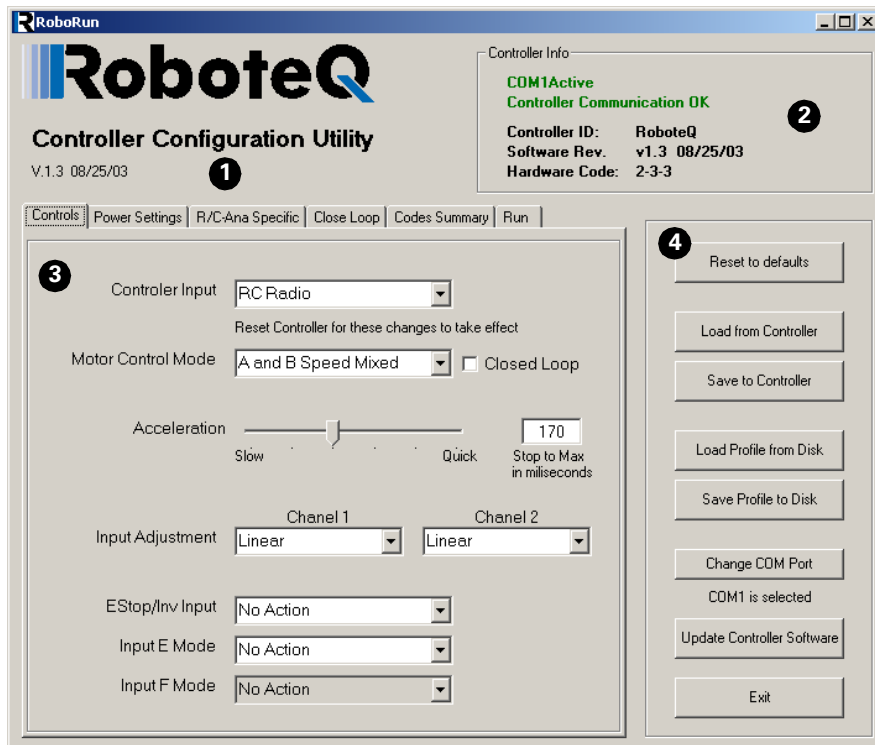 RoboRun
RoboteQ
Controller Configuration Utility
V.1.3 08/25/03
1
Controller Info
COM1Active
Controller Communication OK
Controller ID: RoboteQ
Software Rev. v1.3 08/25/03
Hardware Code: 2-3-3
2
Controls Power Settings R/C-Ana Specific Close Loop Codes Summary Run
3
Controler Input RC Radio
Reset Controller for these changes to take effect
Motor Control Mode A and B Speed Mixed Closed Loop
Acceleration 170
Slow Quick Stop to Max
in miliseconds
Chanel 1 Chanel 2
Input Adjustment Linear Linear
EStop/Inv Input No Action
Input E Mode No Action
Input F Mode No Action
4
Reset to defaults
Load from Controller
Save to Controller
Load Profile from Disk
Save Profile to Disk
Change COM Port
COM1 is selected
Update Controller Software
Exit